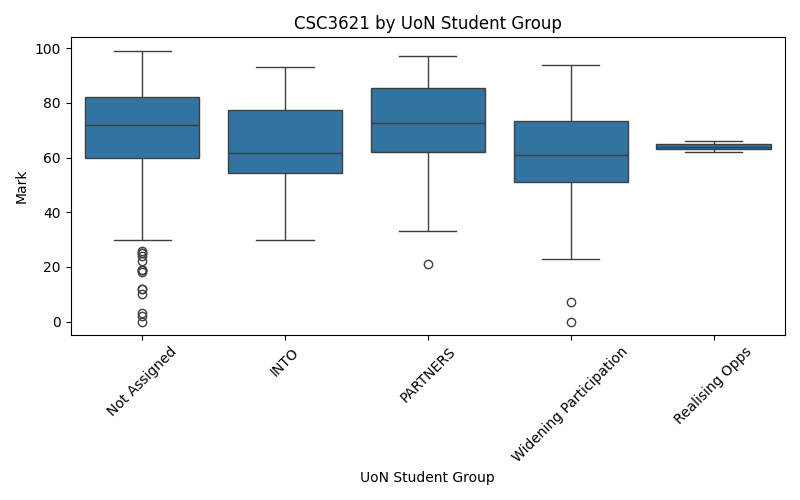 CSC3621 by UoN Student Group
Mark
100
80
60
40
20
0
Not Assigned
INTO
PARTNERS
Widening Participation
Realising Opps
UoN Student Group